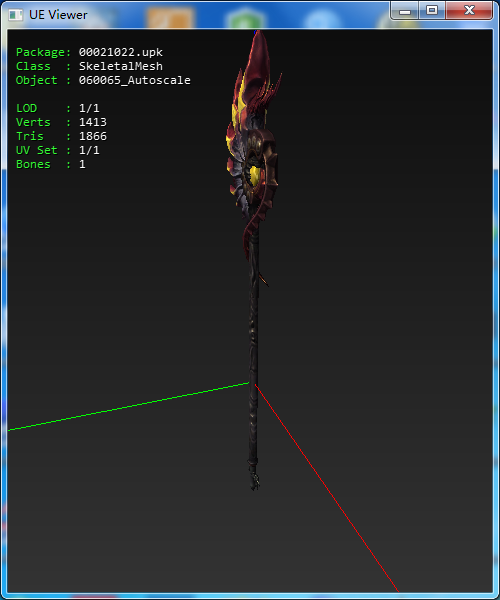 UE Viewer
Package: 00021022.upk
Class : SkeletalMesh
Object : 060065_Autoscale
LOD : 1/1
Verts : 1413
Tris : 1866
UV Set : 1/1
Bones : 1